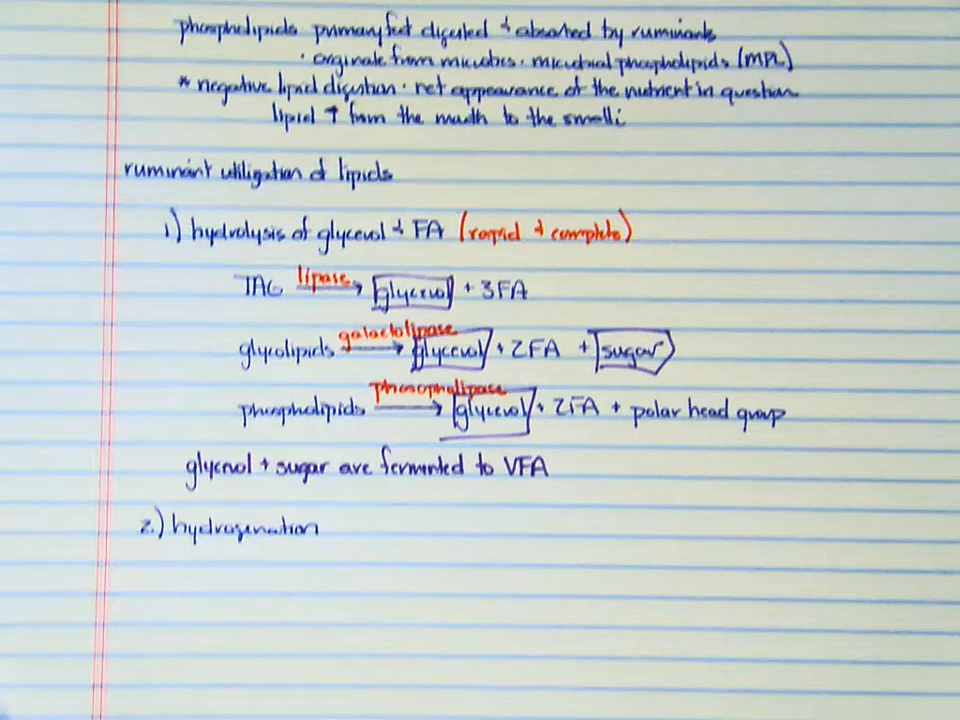 phospholipids primary fat digested & absorbed by ruminants
· orginate from microbes · microbial phospholipids (MPL)
* negative lipid digestion · net appearance of the nutrient in question
lipid ↑ from the mouth to the small i
ruminant utilization of lipids
1) hydrolysis of glycerol & FA (rapid & complete)
TAG lipase → glycerol + 3FA
glycolipids galactolipase → glycerol + 2FA + sugar
phospholipids phosopholipase → glycerol + 2FA + polar head group
glycerol + sugar are fermented to VFA
2.) hydrogenation